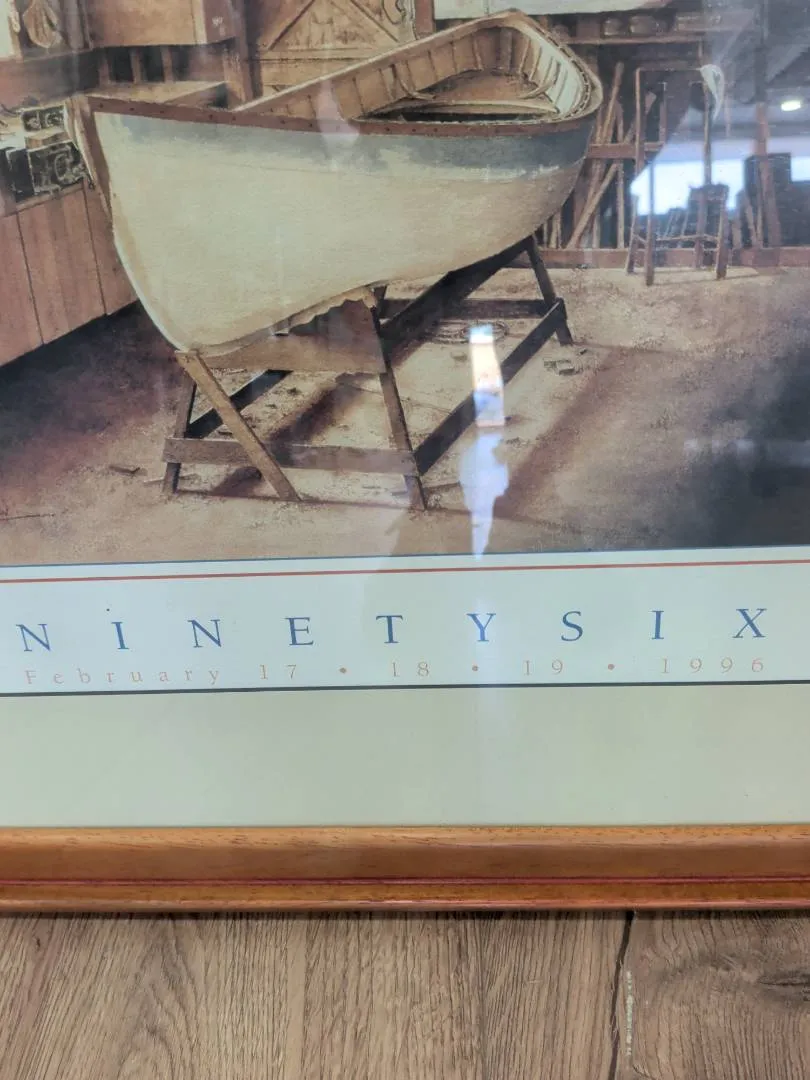 NINETYSIX
February 17 • 18 • 19 • 1996